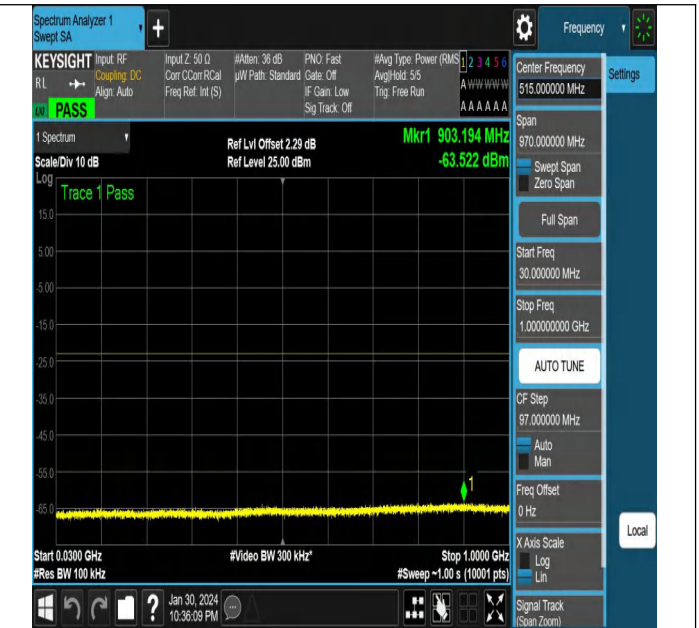 Spectrum Analyzer 1
Swept SA
+
Frequency
KEYSIGHT
RL
PASS
Input: RF
Coupling: DC
Align: Auto
Input Z: 50 Ω
Corr CCorr RCal
Freq Ref: Int (S)
#Atten: 36 dB
µW Path: Standard
PNO: Fast
Gate: Off
IF Gain: Low
Sig Track: Off
#Avg Type: Power (RMS
Avg|Hold: 5/5
Trig: Free Run
1 2 3 4 5 6
A W W W W W
A A A A A A
1 Spectrum
Scale/Div 10 dB
Ref Lvl Offset 2.29 dB
Ref Level 25.00 dBm
Mkr1 903.194 MHz
-63.522 dBm
Log
Trace 1 Pass
15.0
5.00
-5.00
-15.0
-25.0
-35.0
-45.0
-55.0
-65.0
1
Start 0.0300 GHz
#Video BW 300 kHz*
Stop 1.0000 GHz
#Res BW 100 kHz
#Sweep ~1.00 s (10001 pts)
Center Frequency
515.000000 MHz
Settings
Span
970.000000 MHz
Swept Span
Zero Span
Full Span
Start Freq
30.000000 MHz
Stop Freq
1.000000000 GHz
AUTO TUNE
CF Step
97.000000 MHz
Auto
Man
Freq Offset
0 Hz
X Axis Scale
Log
Lin
Local
Signal Track
(Span Zoom)
?
Jan 30, 2024
10:36:09 PM